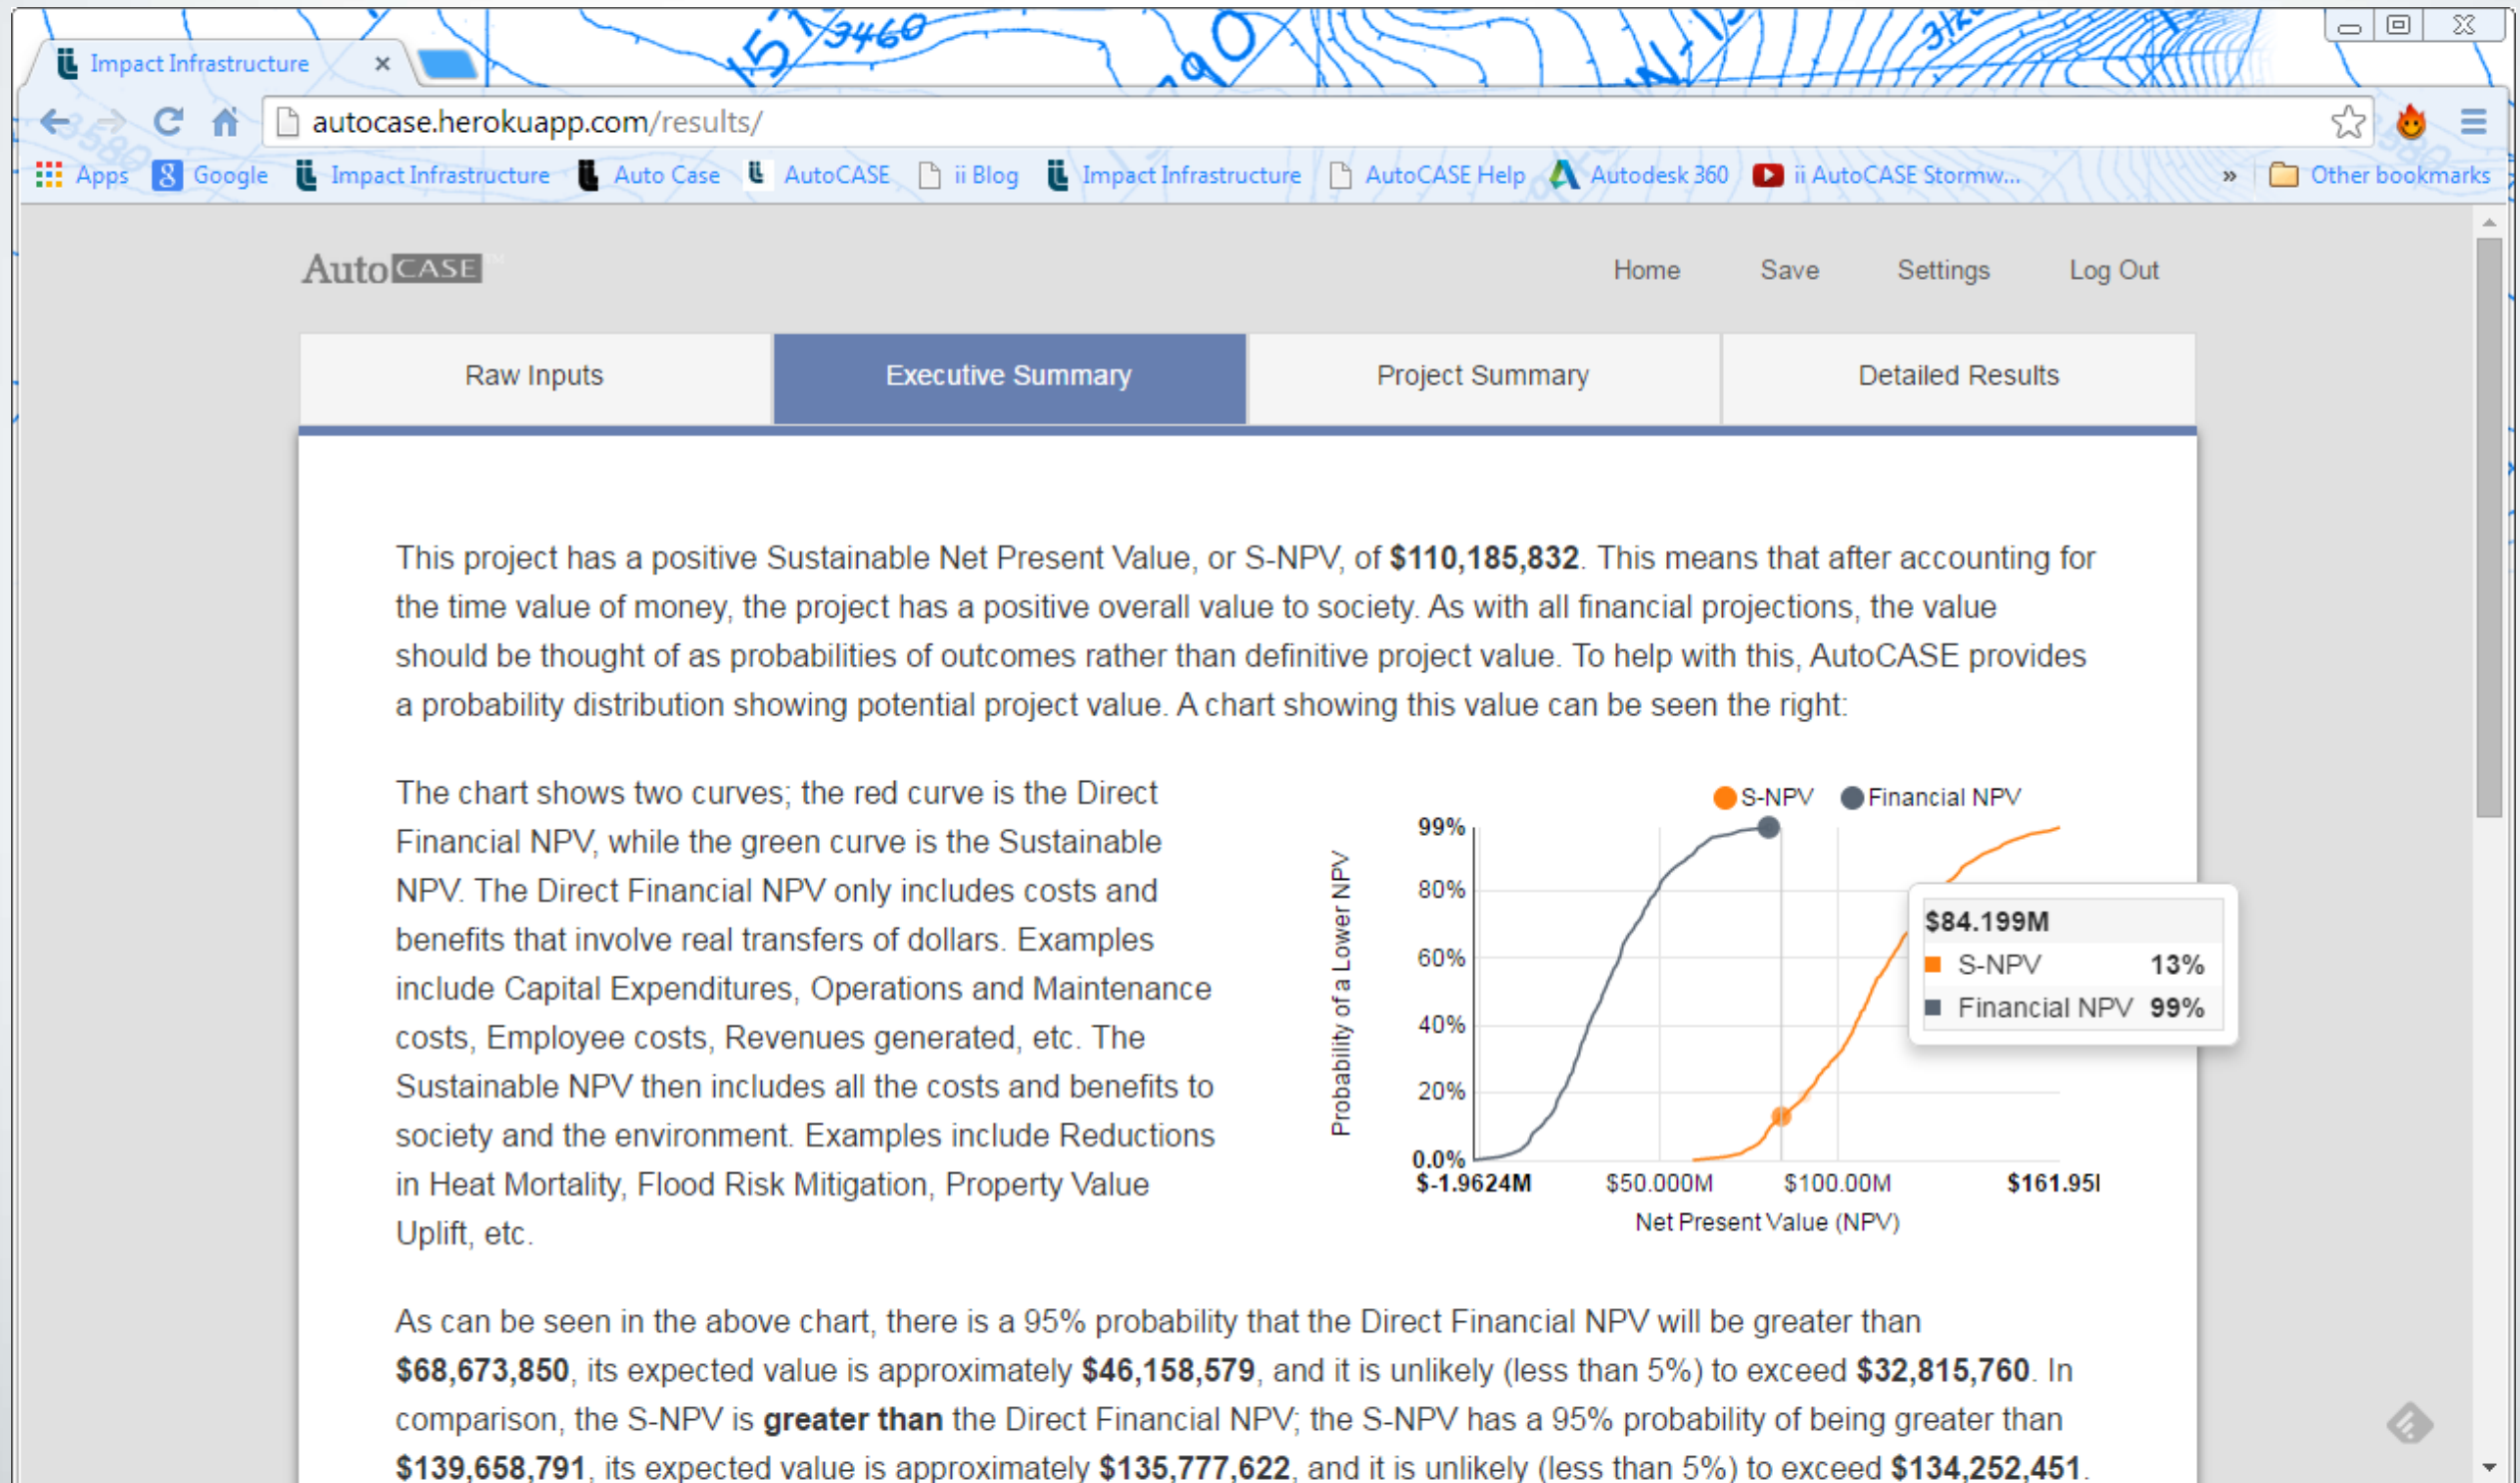 3460
3120
Impact Infrastructure
autocase.herokuapp.com/results/
3580
Apps Google Impact Infrastructure Auto Case AutoCASE ii Blog Impact Infrastructure AutoCASE Help Autodesk 360 ii AutoCASE Stormw... » Other bookmarks
AutoCASE™ Home Save Settings Log Out
Raw Inputs Executive Summary Project Summary Detailed Results
This project has a positive Sustainable Net Present Value, or S-NPV, of $110,185,832. This means that after accounting for
the time value of money, the project has a positive overall value to society. As with all financial projections, the value
should be thought of as probabilities of outcomes rather than definitive project value. To help with this, AutoCASE provides
a probability distribution showing potential project value. A chart showing this value can be seen the right:
The chart shows two curves; the red curve is the Direct
Financial NPV, while the green curve is the Sustainable
NPV. The Direct Financial NPV only includes costs and
benefits that involve real transfers of dollars. Examples
include Capital Expenditures, Operations and Maintenance
costs, Employee costs, Revenues generated, etc. The
Sustainable NPV then includes all the costs and benefits to
society and the environment. Examples include Reductions
in Heat Mortality, Flood Risk Mitigation, Property Value
Uplift, etc.
S-NPV Financial NPV
Probability of a Lower NPV
99%
80%
60%
40%
20%
0.0%
$-1.9624M $50.000M $100.00M $161.95
Net Present Value (NPV)
$84.199M
S-NPV 13%
Financial NPV 99%
As can be seen in the above chart, there is a 95% probability that the Direct Financial NPV will be greater than
$68,673,850, its expected value is approximately $46,158,579, and it is unlikely (less than 5%) to exceed $32,815,760. In
comparison, the S-NPV is greater than the Direct Financial NPV; the S-NPV has a 95% probability of being greater than
$139,658,791, its expected value is approximately $135,777,622, and it is unlikely (less than 5%) to exceed $134,252,451.